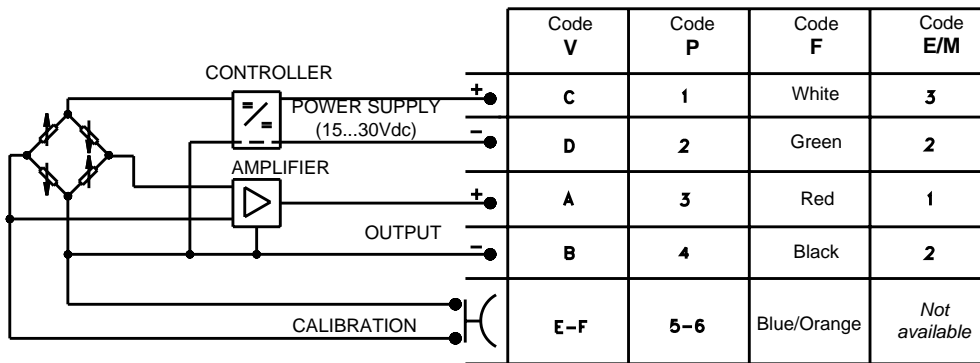 Code Code Code Code
V P F E/M
CONTROLLER
+ C 1 White 3
POWER SUPPLY
(15...30Vdc)
- D 2 Green 2
AMPLIFIER
+ A 3 Red 1
OUTPUT
- B 4 Black 2
CALIBRATION E-F 5-6 Blue/Orange Not available